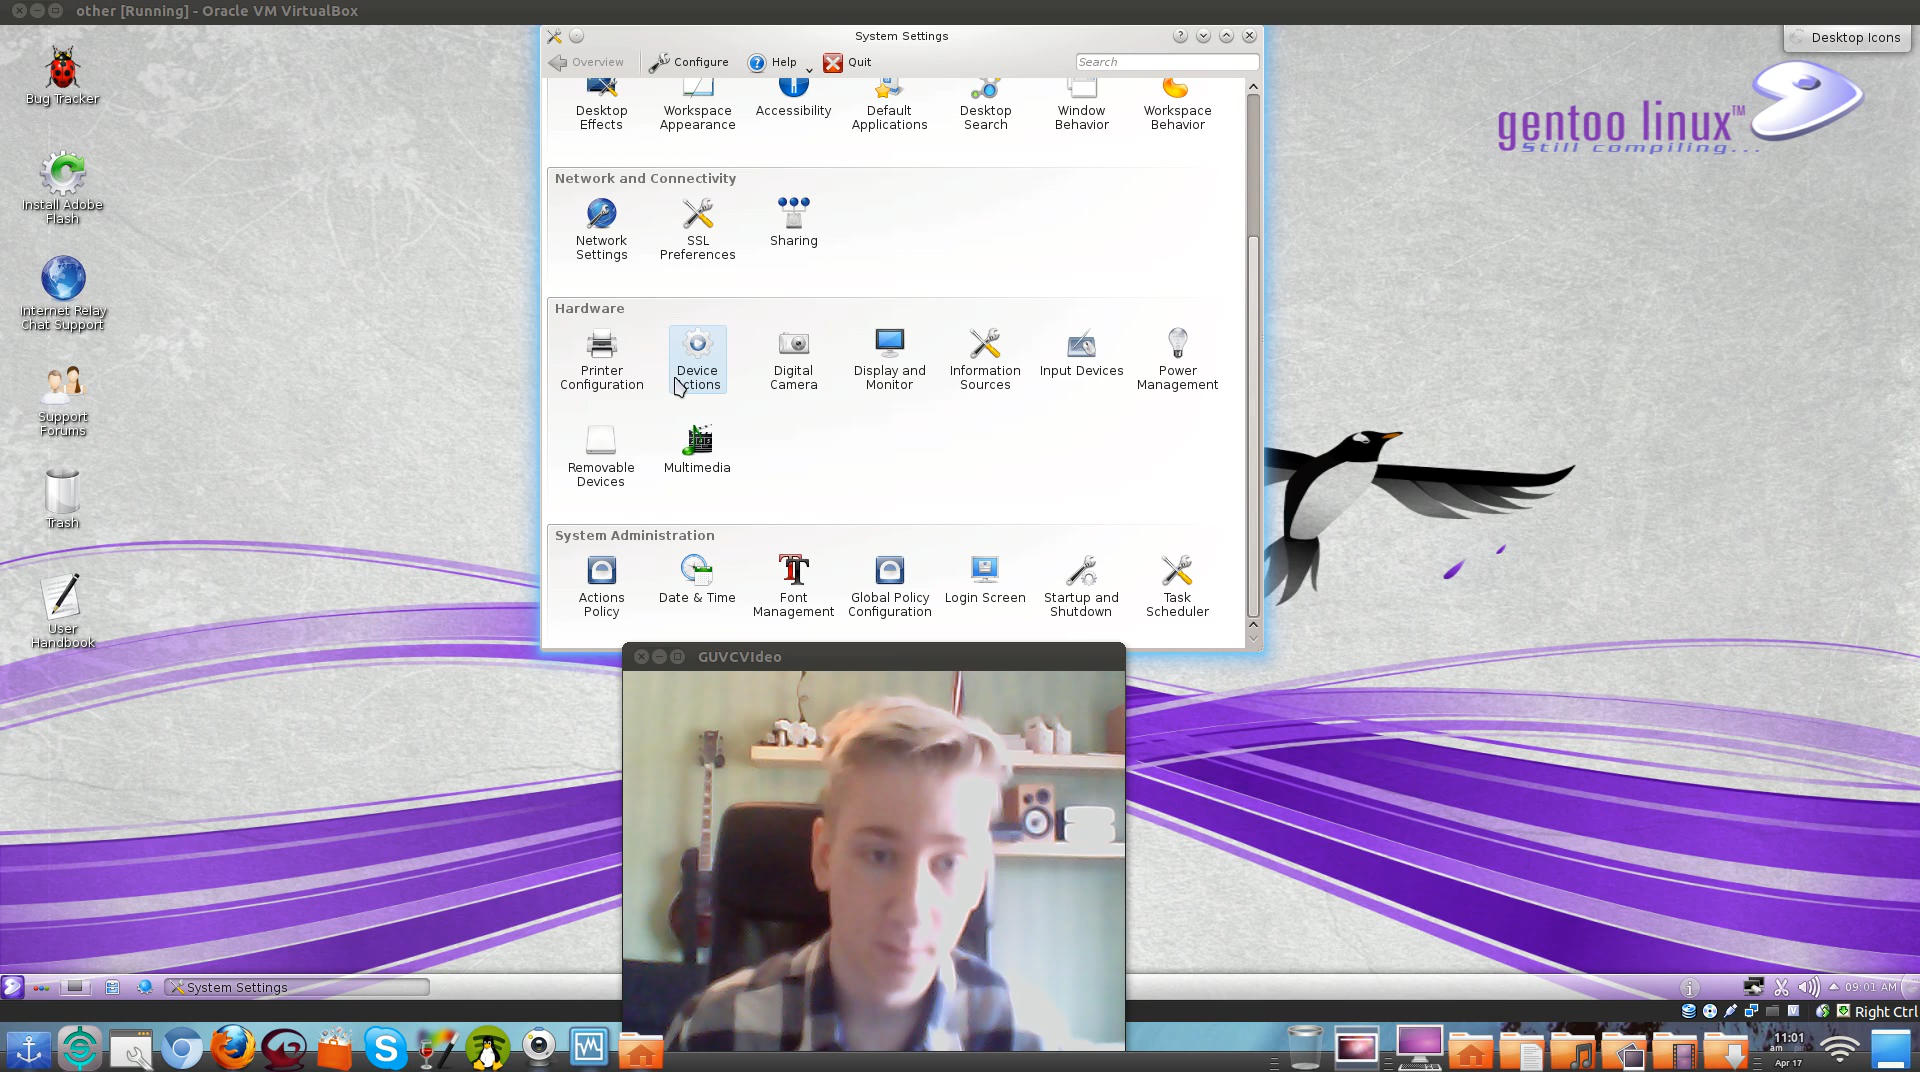 other [Running] - Oracle VM VirtualBox
System Settings
Desktop Icons
Overview
Configure
Help
Quit
Search
Bug Tracker
Install Adobe
Flash
Internet Relay
Chat Support
Support
Forums
Trash
User
Handbook
gentoo linux™
Still compiling...
Desktop
Effects
Workspace
Appearance
Accessibility
Default
Applications
Desktop
Search
Window
Behavior
Workspace
Behavior
Network and Connectivity
Network
Settings
SSL
Preferences
Sharing
Hardware
Printer
Configuration
Device
Digital
Camera
Display and
Monitor
Information
Sources
Input Devices
Power
Management
Removable
Devices
Multimedia
System Administration
Actions
Policy
Date & Time
Font
Management
Global Policy
Configuration
Login Screen
Startup and
Shutdown
Task
Scheduler
GUVCVIdeo
System Settings
09:01 AM
Right Ctrl
11:01
am
Apr 17